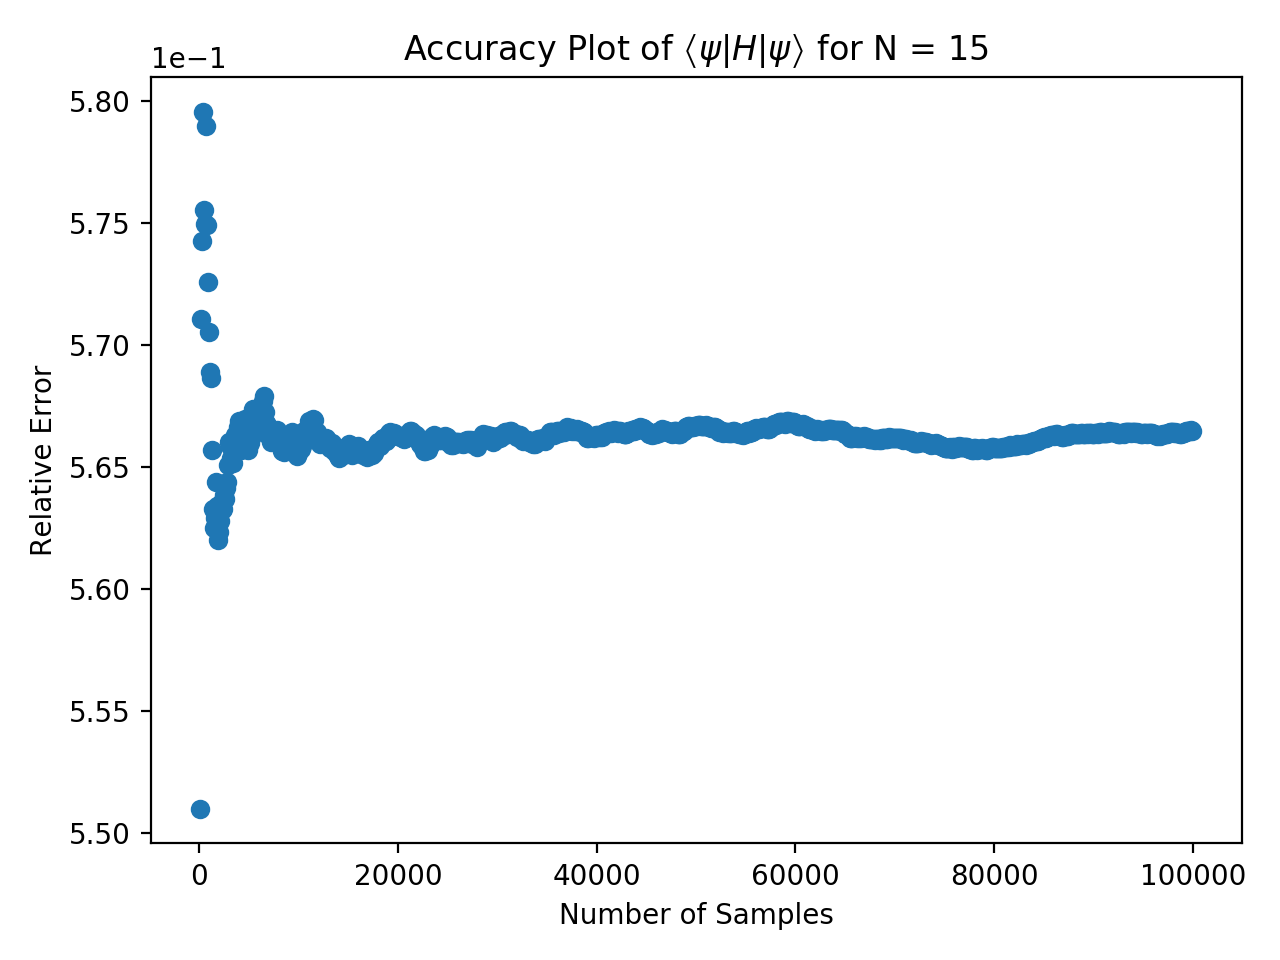 Accuracy Plot of ⟨ψ|H|ψ⟩ for N = 15
1e−1
5.80
5.75
5.70
5.65
5.60
5.55
5.50
Relative Error
0 20000 40000 60000 80000 100000
Number of Samples